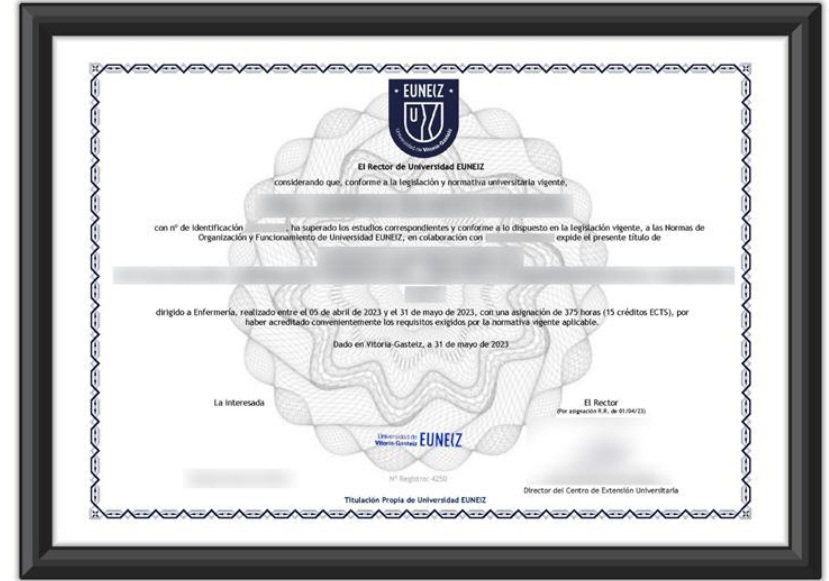 • EUNEIZ •
Universidad de Vitoria-Gasteiz
El Rector de Universidad EUNEIZ
considerando que, conforme a la legislación y normativa universitaria vigente,
con nº de identificación , ha superado los estudios correspondientes y conforme a lo dispuesto en la legislación vigente, a las Normas de
Organización y Funcionamiento de Universidad EUNEIZ, en colaboración con expide el presente título de
dirigido a Enfermería, realizado entre el 05 de abril de 2023 y el 31 de mayo de 2023, con una asignación de 375 horas (15 créditos ECTS), por
haber acreditado convenientemente los requisitos exigidos por la normativa vigente aplicable.
Dado en Vitoria-Gasteiz, a 31 de mayo de 2023
La interesada
El Rector
(Por asignación R.R. de 01/04/23)
Universidad de
Vitoria-Gasteiz EUNEIZ
Nº Registro: 4250
Director del Centro de Extensión Universitaria
Titulación Propia de Universidad EUNEIZ